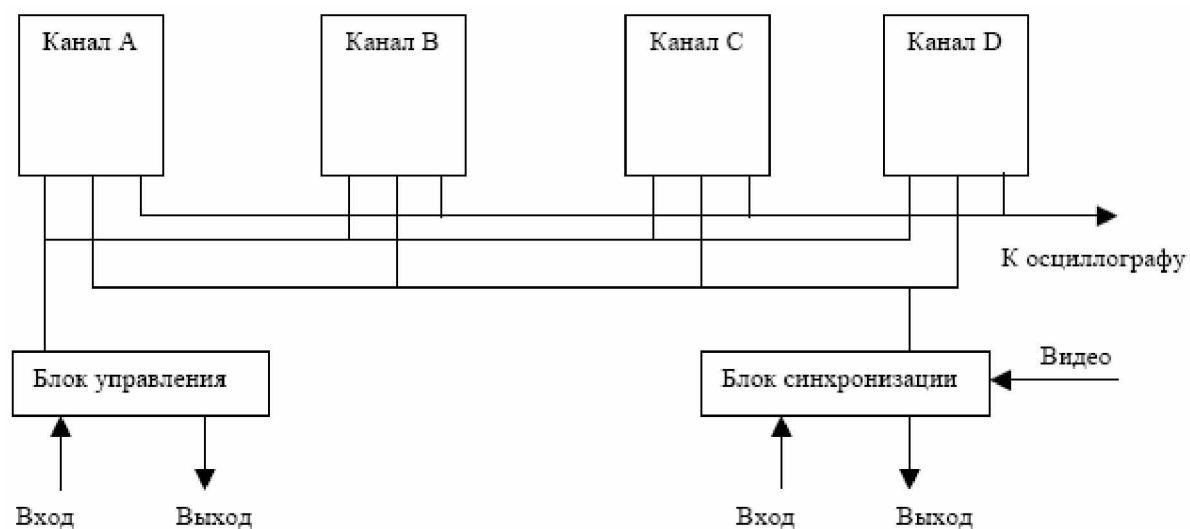 Канал A
Канал B
Канал C
Канал D
К осциллографу
Видео
Блок управления
Блок синхронизации
Вход
Выход
Вход
Выход